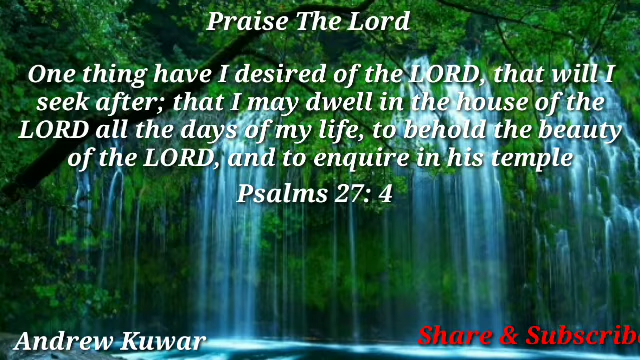 Praise The Lord
One thing have I desired of the LORD, that will I
seek after; that I may dwell in the house of the
LORD all the days of my life, to behold the beauty
of the LORD, and to enquire in his temple
Psalms 27: 4
Andrew Kuwar
Share & Subscrib